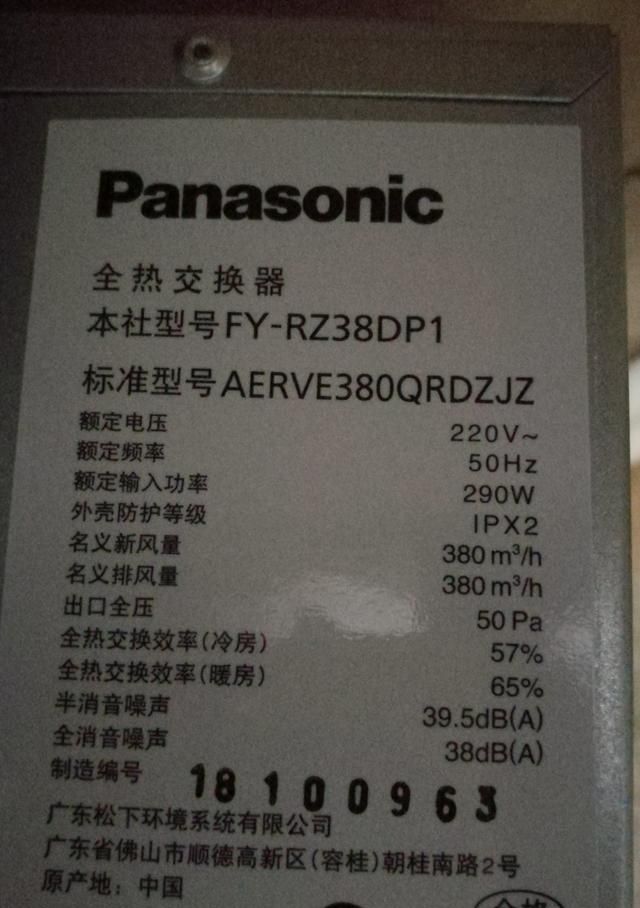 Panasonic
全热交换器
本社型号FY-RZ38DP1
标准型号AERVE380QRDZJZ
额定电压 220V~
额定频率 50Hz
额定输入功率 290W
外壳防护等级 IPX2
名义新风量 380m³/h
名义排风量 380m³/h
出口全压 50Pa
全热交换效率(冷房) 57%
全热交换效率(暖房) 65%
半消音噪声 39.5dB(A)
全消音噪声 38dB(A)
制造编号 18100963
广东松下环境系统有限公司
广东省佛山市顺德高新区(容桂)朝桂南路2号
原产地：中国
合格